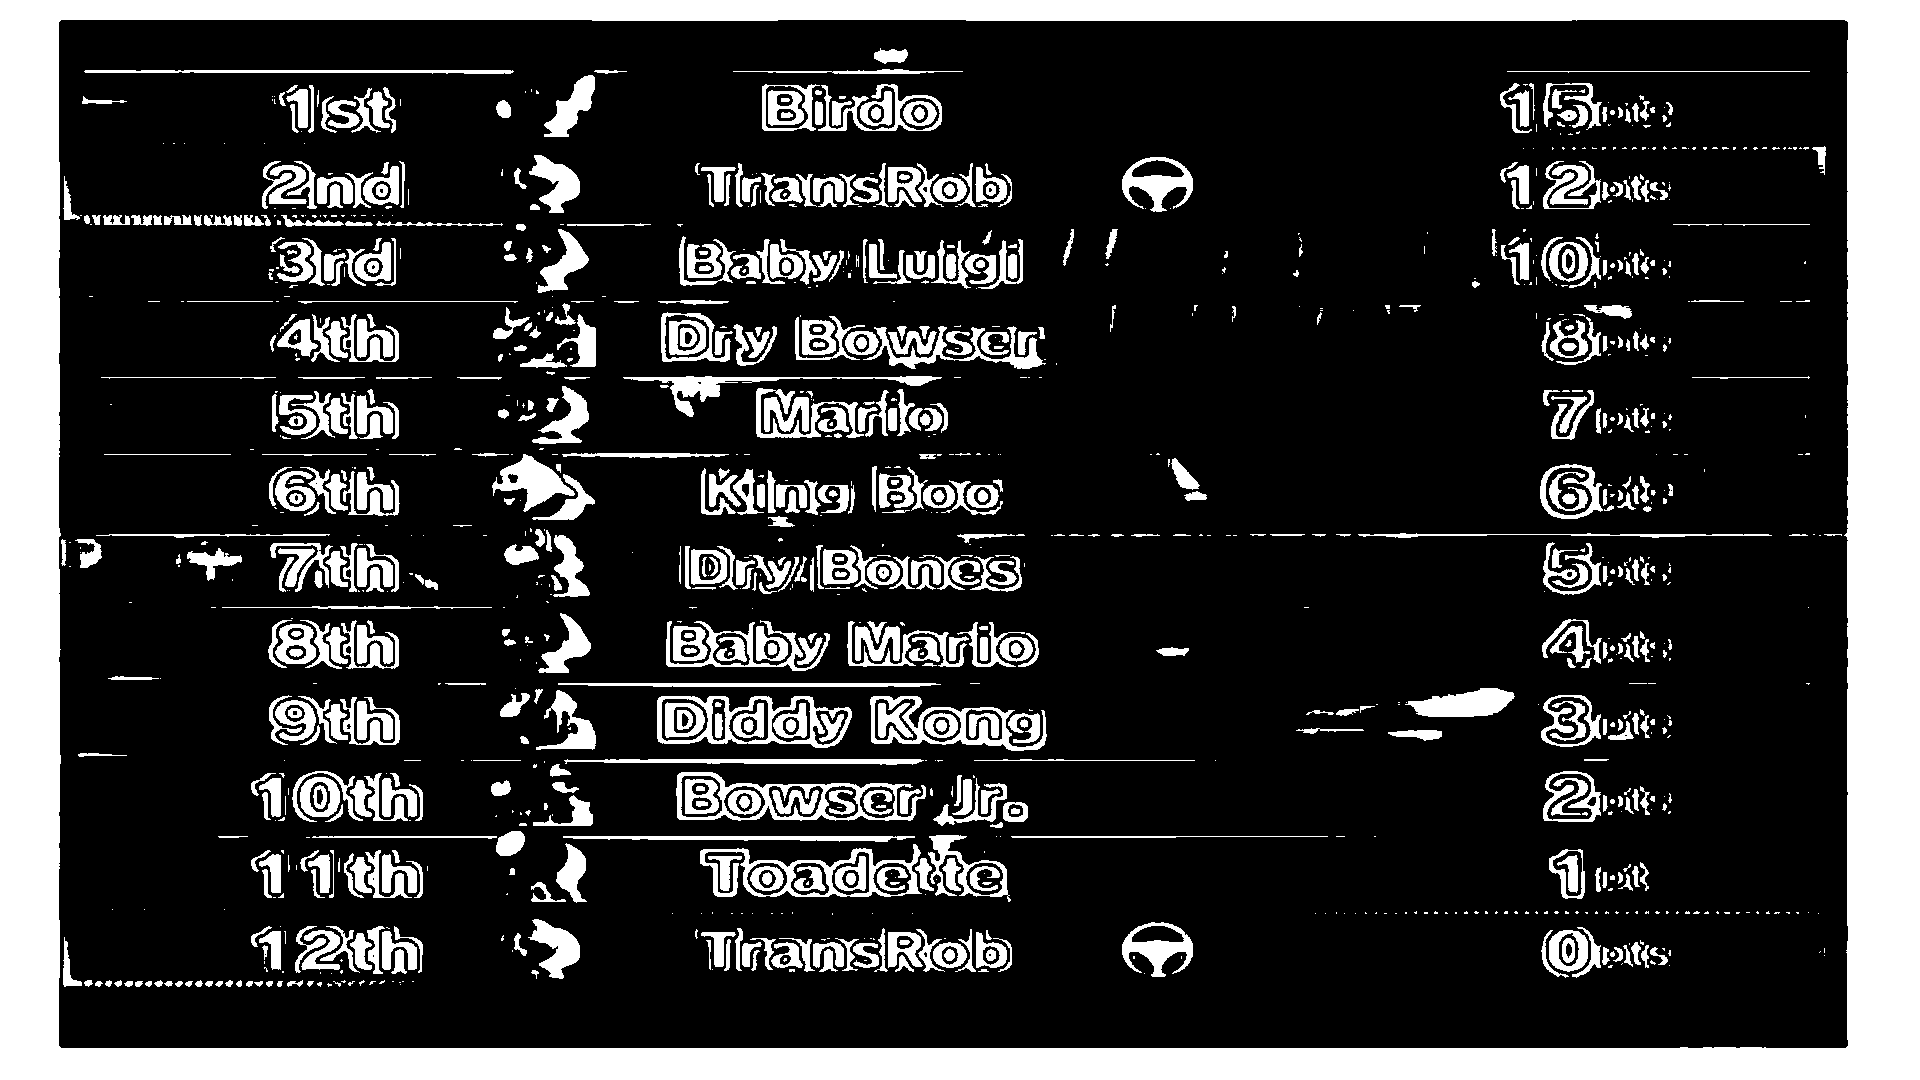 1st Birdo 15pts
2nd TransRob 12pts
3rd Baby Luigi 10pts
4th Dry Bowser 8pts
5th Mario 7pts
6th King Boo 6pts
7th Dry Bones 5pts
8th Baby Mario 4pts
9th Diddy Kong 3pts
10th Bowser Jr. 2pts
11th Toadette 1pt
12th TransRob 0pts